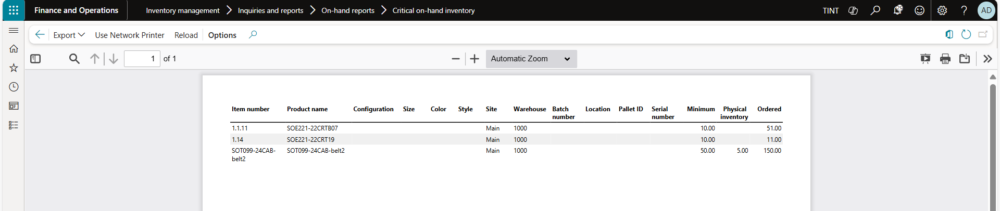 Finance and Operations
Inventory management > Inquiries and reports > On-hand reports > Critical on-hand inventory
TINT
29
?
AD
Export Use Network Printer Reload Options
1 of 1
Automatic Zoom
Item number Product name Configuration Size Color Style Site Warehouse Batch number Location Pallet ID Serial number Minimum Physical inventory Ordered
1.1.11 SOE221-22CRTB07 Main 1000 10.00 51.00
1.14 SOE221-22CRT19 Main 1000 10.00 11.00
SOT099-24CAB-belt2 SOT099-24CAB-belt2 Main 1000 50.00 5.00 150.00